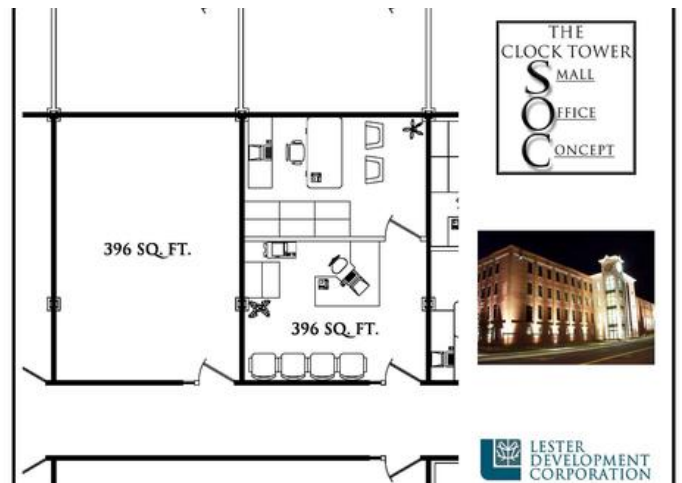 THE
CLOCK TOWER
SMALL
OFFICE
CONCEPT
396 SQ. FT.
396 SQ. FT.
LESTER
DEVELOPMENT
CORPORATION